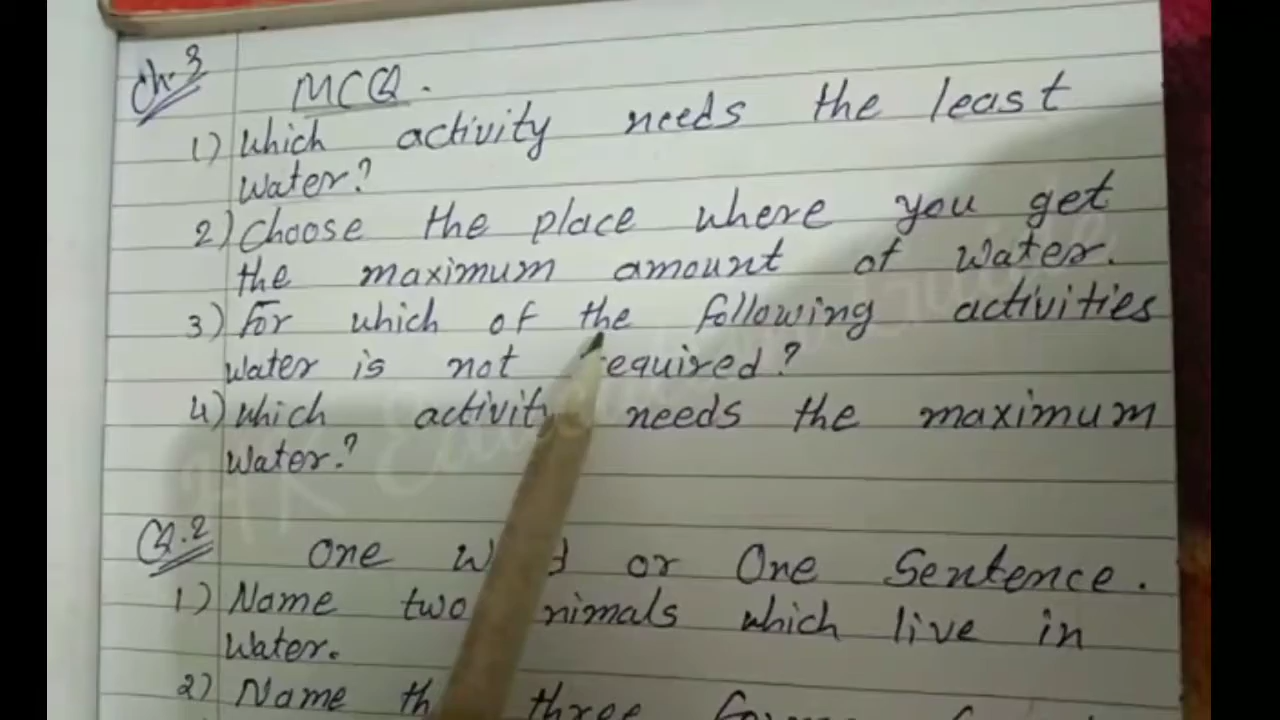 Ch.3
MCQ.
1) Which activity needs the least
Water?
2) Choose the place where you get
the maximum amount of Water.
3) For which of the following activities
Water is not required?
4) Which activity needs the maximum
Water?
Q.2 One or One Sentence.
1) Name two nimals which live in
Water.
2) Name three